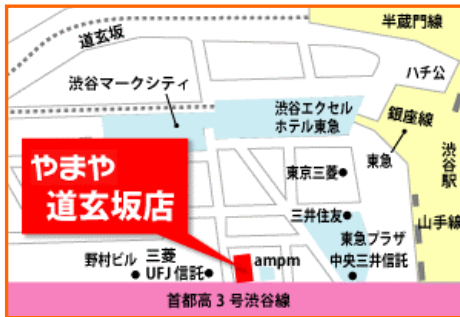 半蔵門線
道玄坂
ハチ公
渋谷マークシティ
渋谷エクセル
ホテル東急
銀座線
渋谷駅
東急
やまや
道玄坂店
東京三菱
三井住友
山手線
東急プラザ
野村ビル
三菱
UFJ信託
ampm
中央三井信託
首都高3号渋谷線